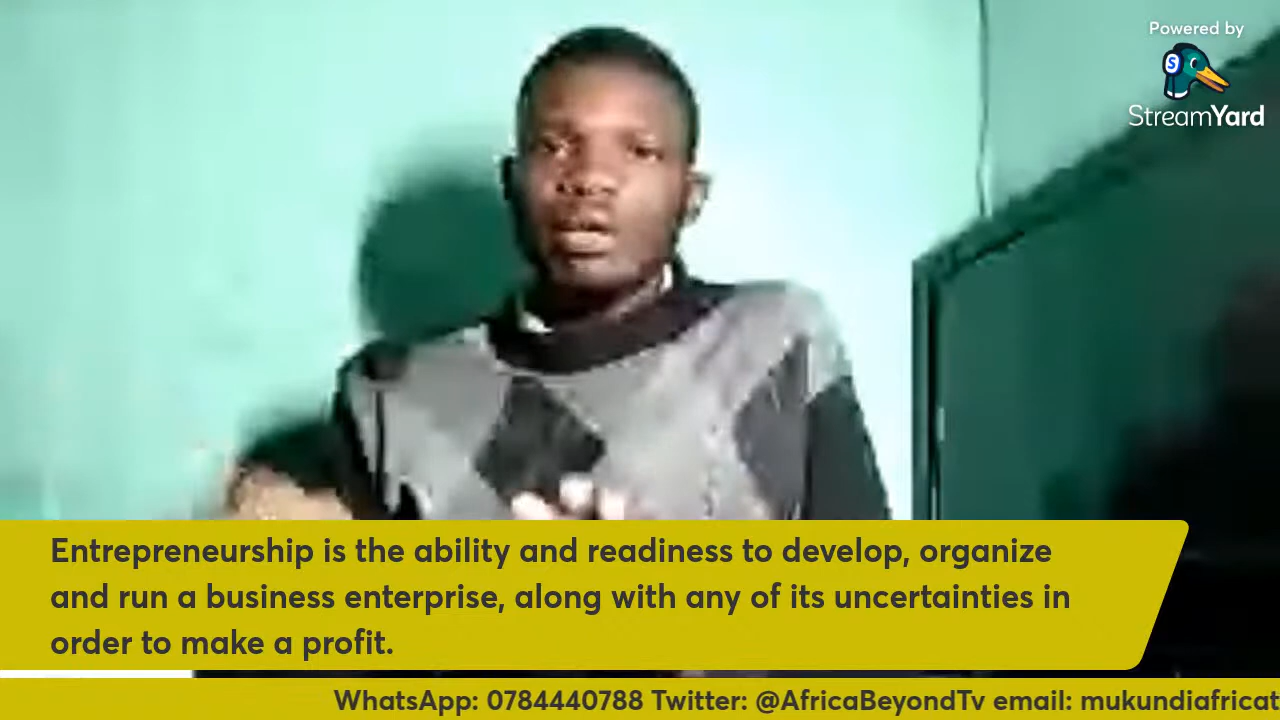 Powered by
S
StreamYard
Entrepreneurship is the ability and readiness to develop, organize
and run a business enterprise, along with any of its uncertainties in
order to make a profit.
WhatsApp: 0784440788 Twitter: @AfricaBeyondTv email: mukundiafricat